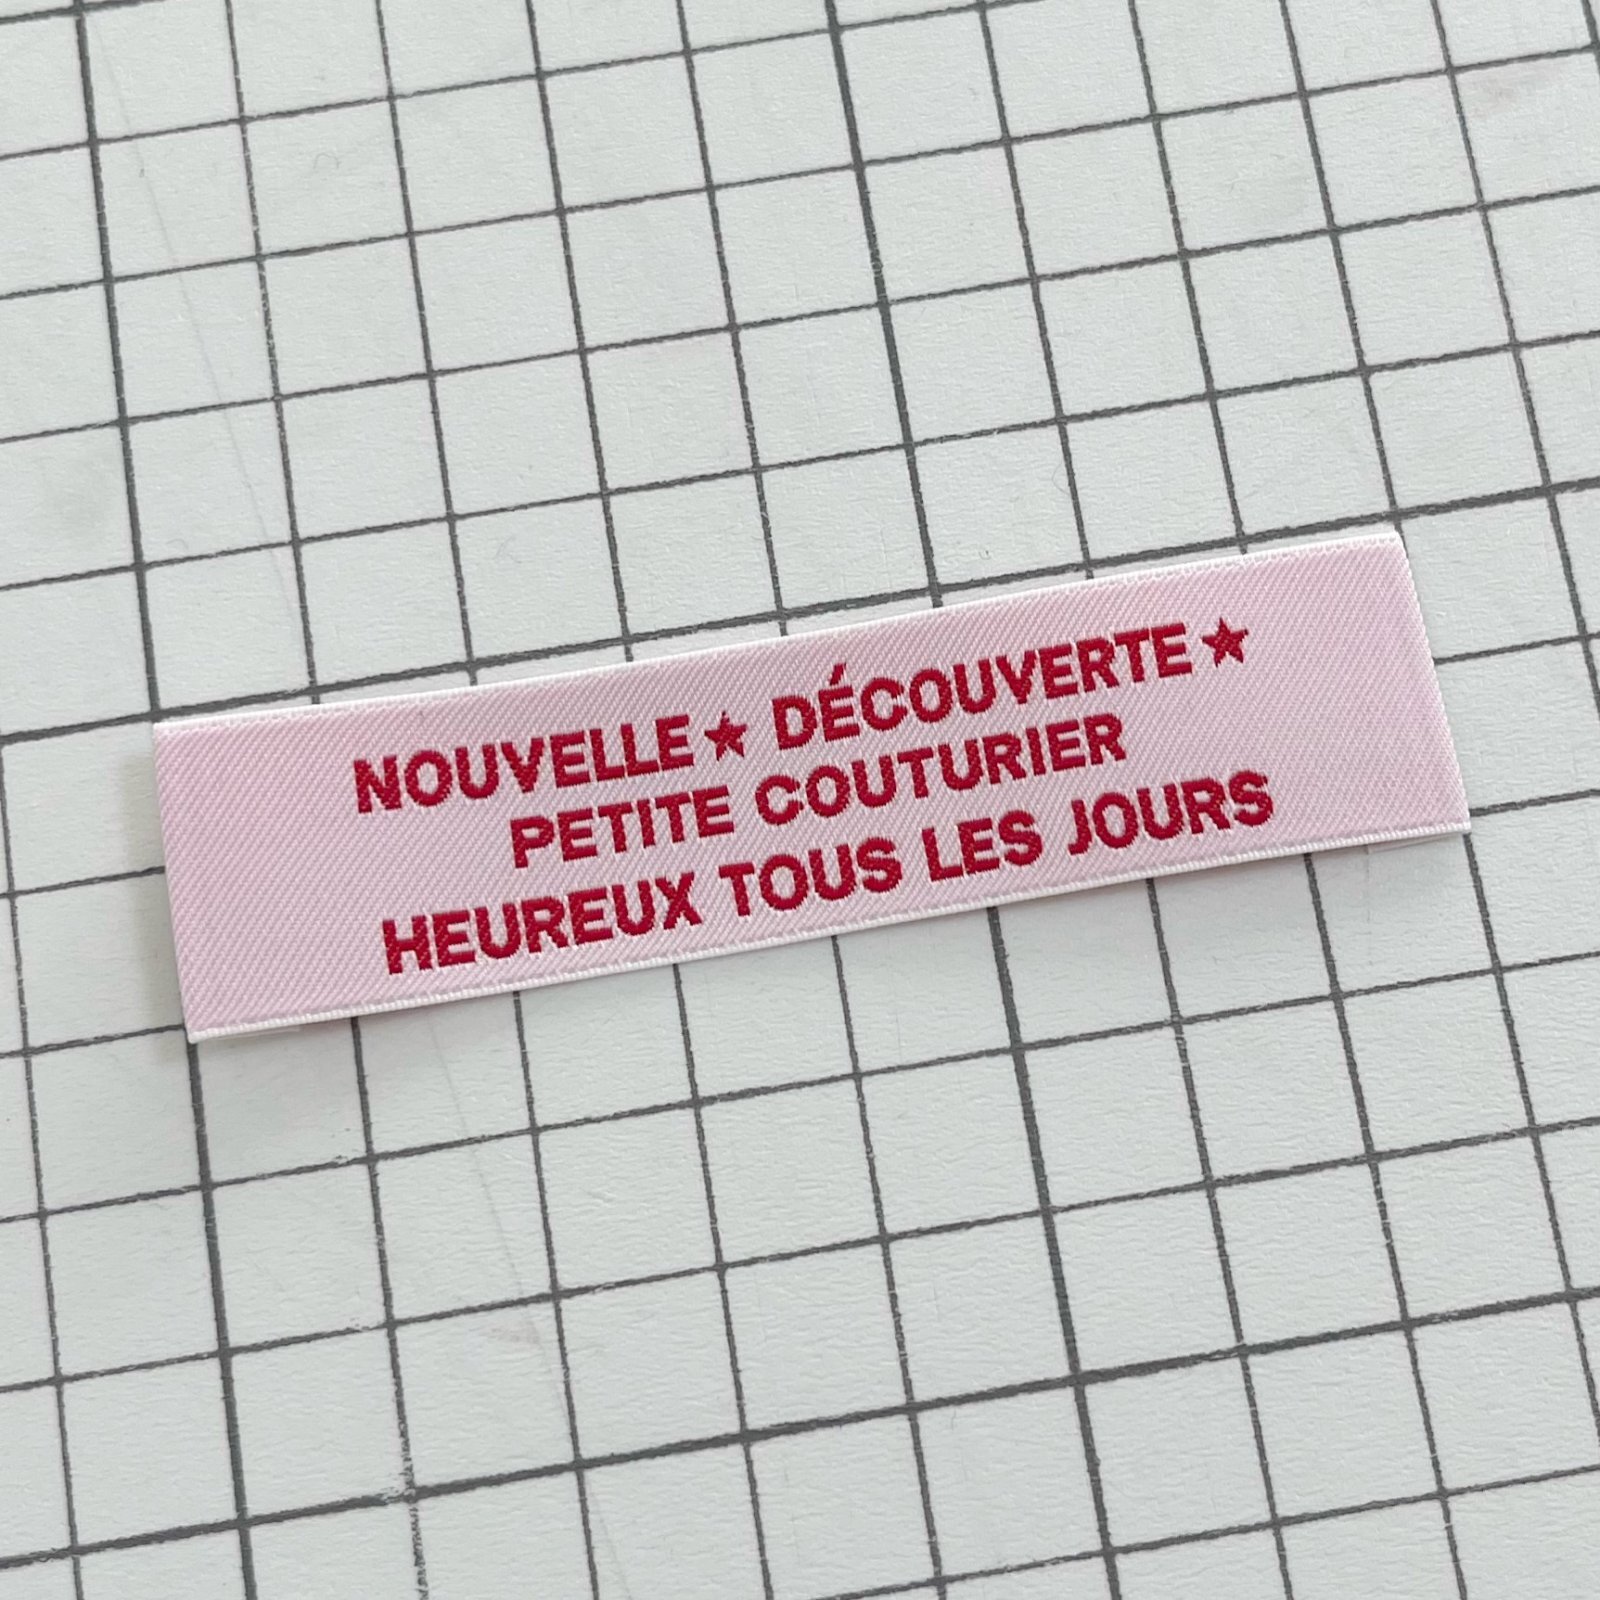 NOUVELLE★ DÉCOUVERTE★
PETITE COUTURIER
HEUREUX TOUS LES JOURS